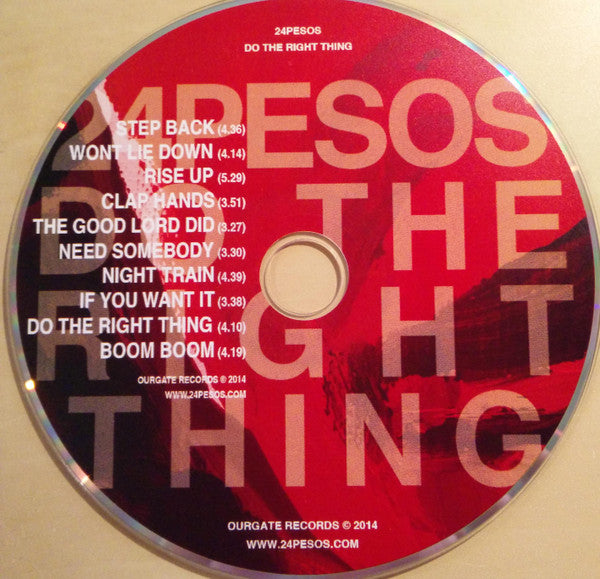 24PESOS
DO THE RIGHT THING
24PESOS
DO THE
RIGHT
THING
STEP BACK (4.36)
WONT LIE DOWN (4.14)
RISE UP (5.29)
CLAP HANDS (3.51)
THE GOOD LORD DID (3.27)
NEED SOMEBODY (3.30)
NIGHT TRAIN (4.39)
IF YOU WANT IT (3.38)
DO THE RIGHT THING (4.10)
BOOM BOOM (4.19)
OURGATE RECORDS © 2014
WWW.24PESOS.COM
OURGATE RECORDS © 2014
WWW.24PESOS.COM